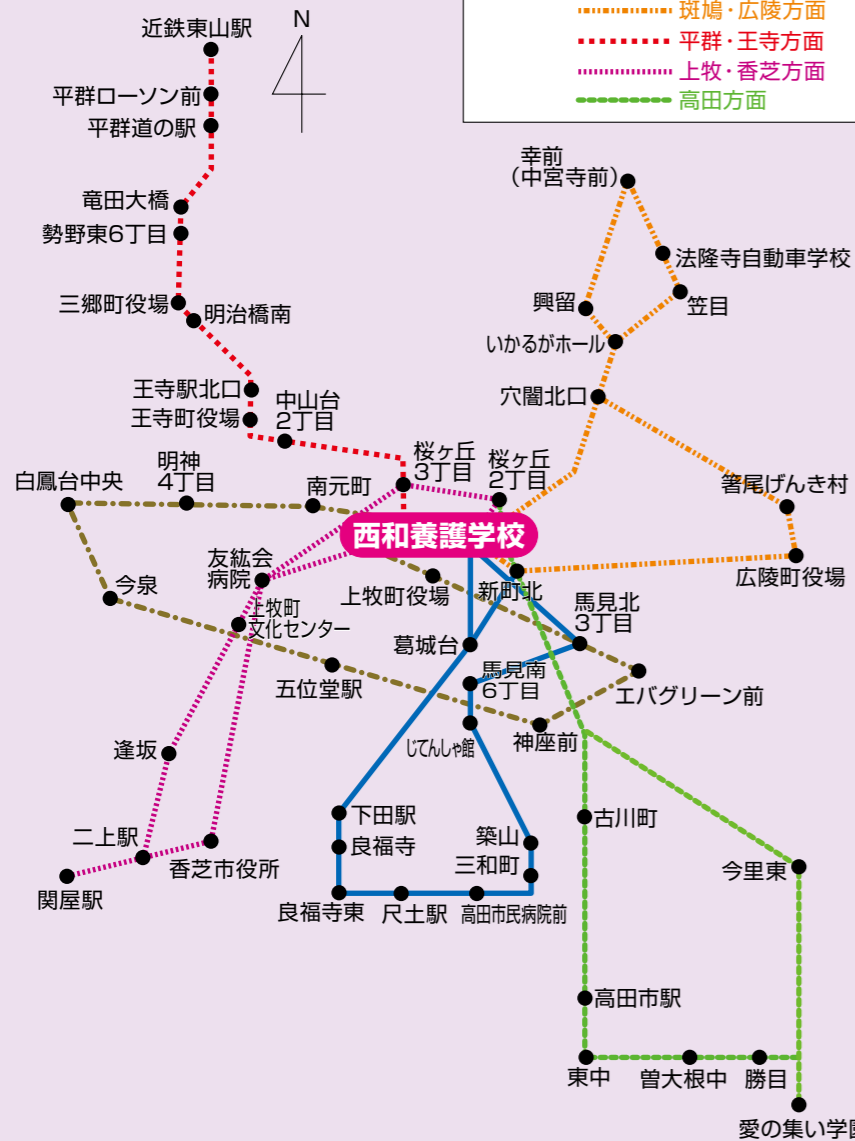 N
斑鳩・広陵方面
平群・王寺方面
上牧・香芝方面
高田方面
近鉄東山駅
平群ローソン前
平群道の駅
竜田大橋
勢野東6丁目
三郷町役場
明治橋南
王寺駅北口
王寺町役場
中山台
2丁目
幸前
(中宮寺前)
法隆寺自動車学校
笠目
興留
いかるがホール
穴闇北口
箸尾げんき村
広陵町役場
桜ヶ丘
3丁目
桜ヶ丘
2丁目
白鳳台中央
明神
4丁目
南元町
西和養護学校
友紘会
病院
今泉
上牧町
文化センター
上牧町役場
新町北
馬見北
3丁目
葛城台
馬見南
6丁目
エバグリーン前
五位堂駅
神座前
じてんしゃ館
逢坂
二上駅
香芝市役所
関屋駅
下田駅
良福寺
良福寺東
尺土駅
高田市民病院前
築山
三和町
古川町
今里東
高田市駅
東中
曽大根中
勝目
愛の集い学園